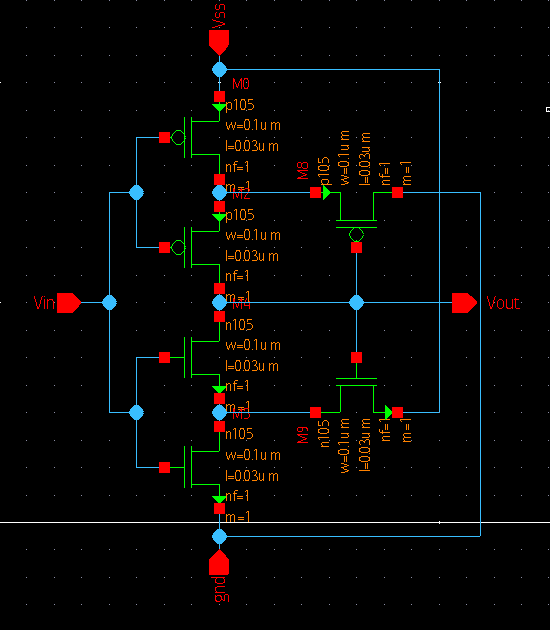 Vss
M0
p105
w=0.1u m
l=0.03u m
nf=1
m=1
M2
p105
w=0.1u m
l=0.03u m
nf=1
m=1
M8
p105
w=0.1u m
l=0.03u m
nf=1
m=1
Vin
Vout
n105
w=0.1u m
l=0.03u m
nf=1
m=1
n105
w=0.1u m
l=0.03u m
nf=1
m=1
M9
n105
w=0.1u m
l=0.03u m
nf=1
m=1
gnd